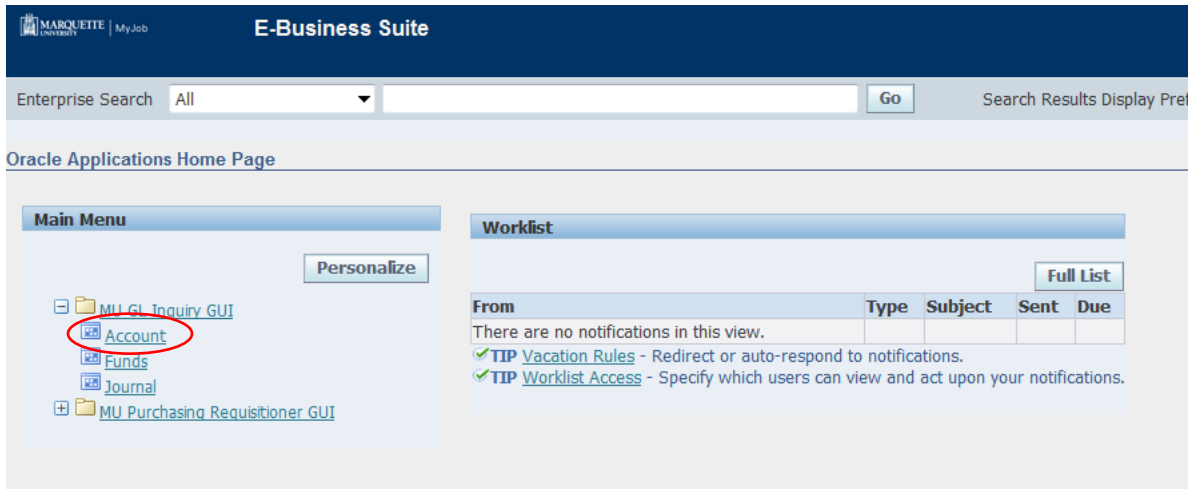 MARQUETTE UNIVERSITY | MyJob E-Business Suite
Enterprise Search All Go Search Results Display Pref
Oracle Applications Home Page
Main Menu
Personalize
MU GL Inquiry GUI
Account
Funds
Journal
MU Purchasing Requisitioner GUI
Worklist
Full List
From Type Subject Sent Due
There are no notifications in this view.
TIP Vacation Rules - Redirect or auto-respond to notifications.
TIP Worklist Access - Specify which users can view and act upon your notifications.